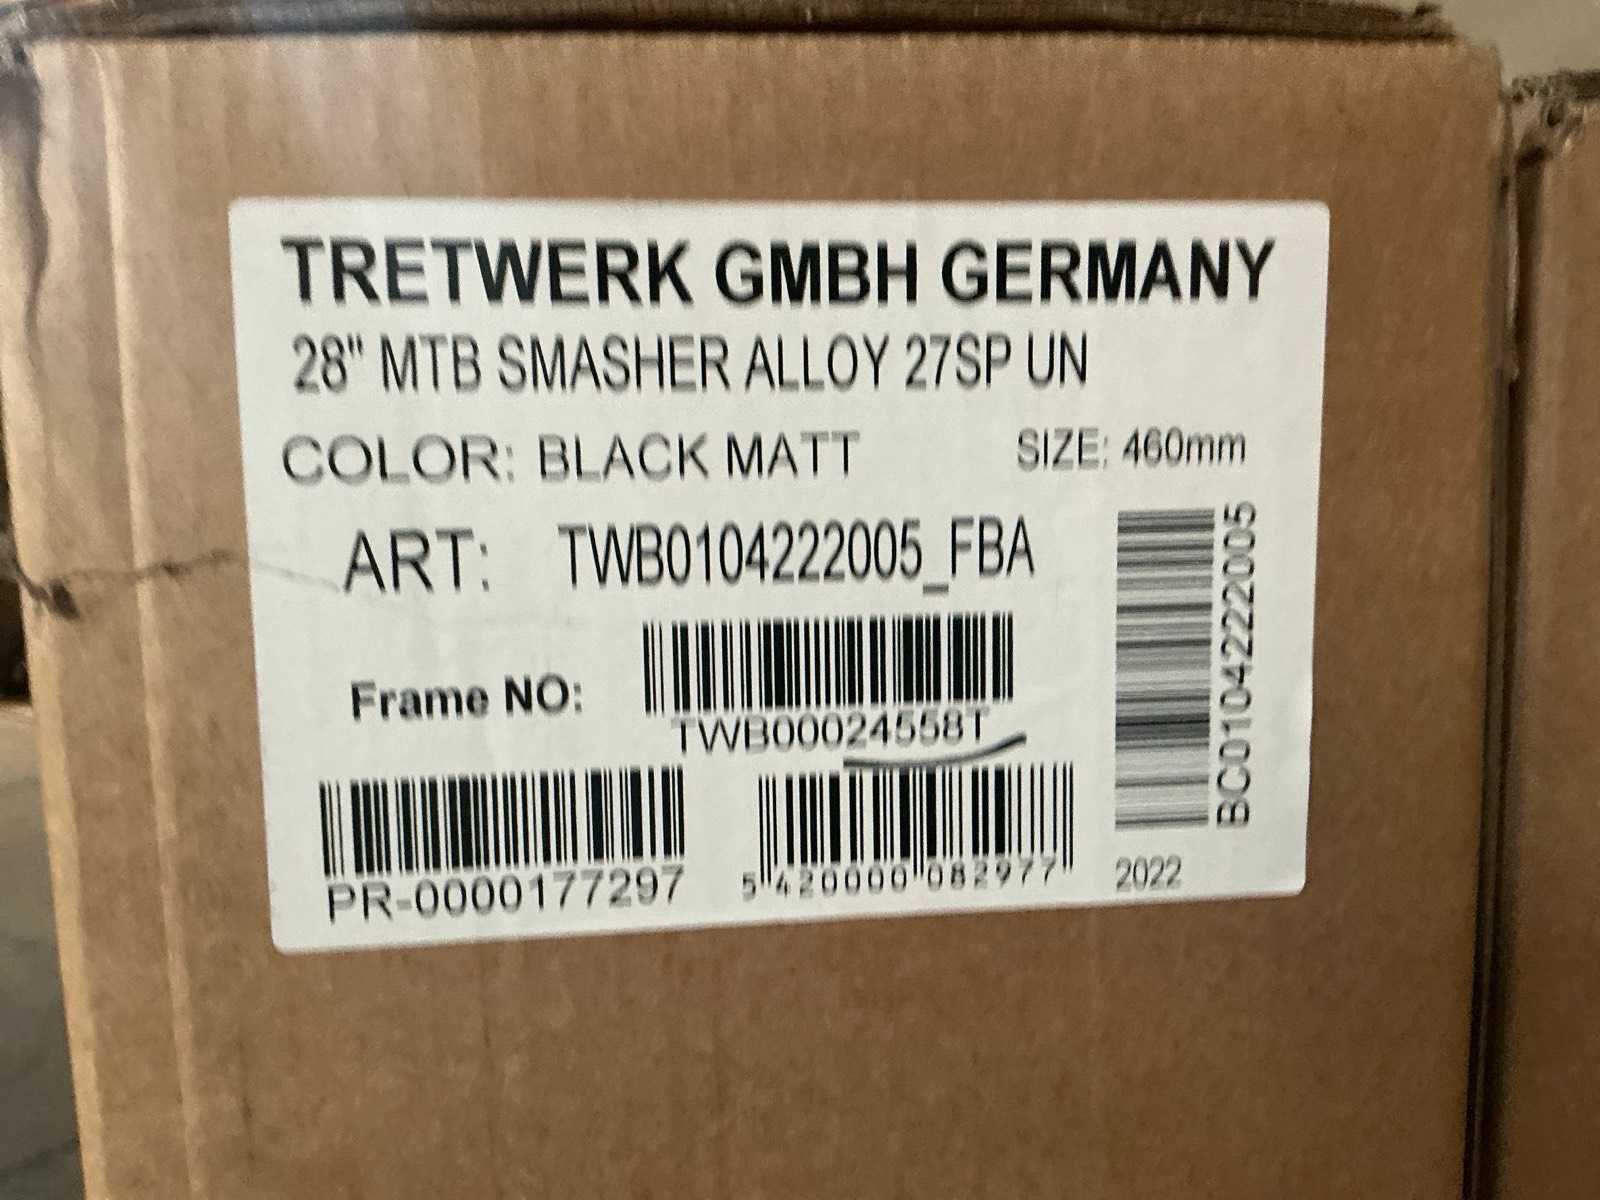 TRETWERK GMBH GERMANY
28" MTB SMASHER ALLOY 27SP UN
COLOR: BLACK MATT SIZE: 460mm
ART: TWB0104222005_FBA
BC0104222005
Frame NO:
TWB00024558T
PR-0000177297
5 420000 082977
2022